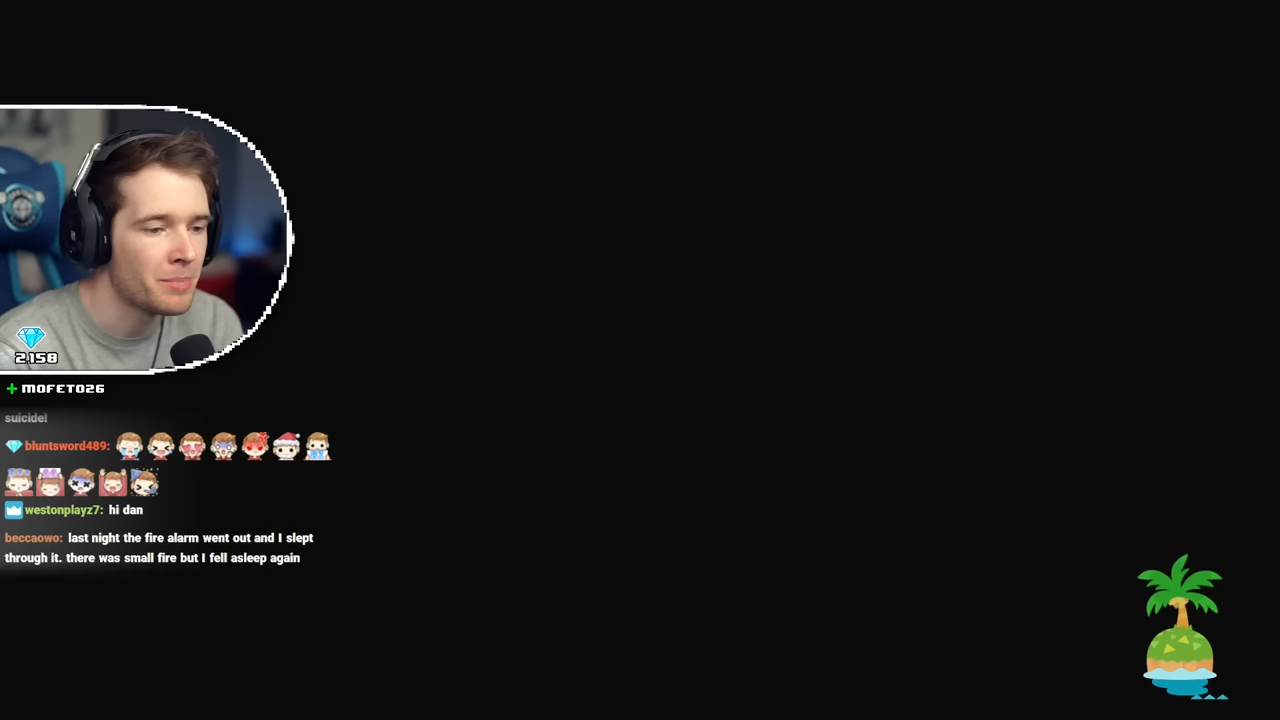 2158
+ MOFETO26
suicide!
bluntsword489:
westonplayz7: hi dan
beccaowo: last night the fire alarm went out and I slept
through it. there was small fire but I fell asleep again